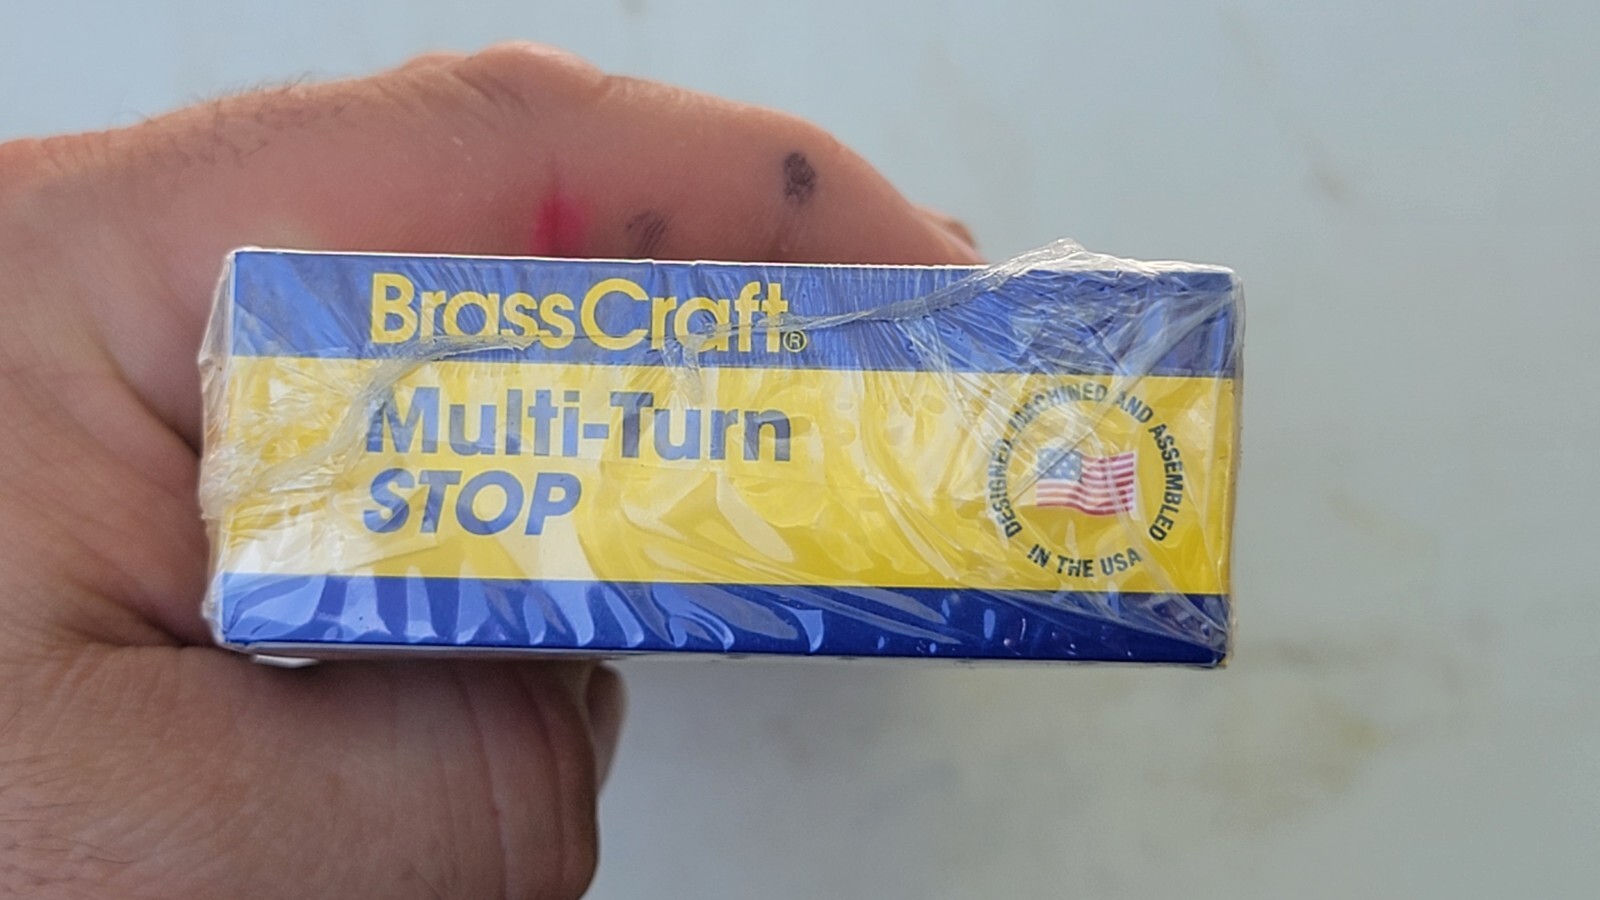 BrassCraft®
Multi-Turn
STOP
DESIGNED, MACHINED AND ASSEMBLED
IN THE USA